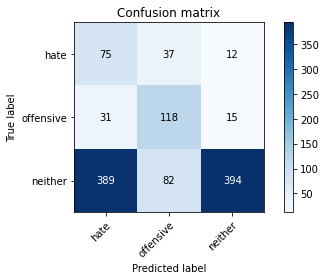 Confusion matrix
hate 75 37 12
offensive 31 118 15
neither 389 82 394
hate offensive neither
True label
Predicted label
350
300
250
200
150
100
50